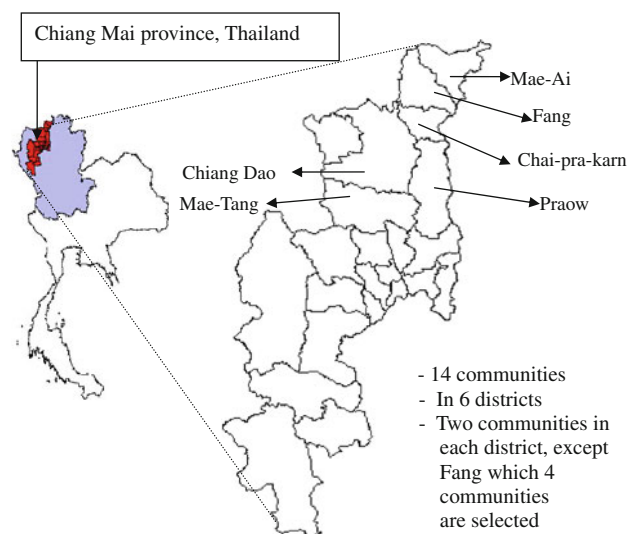 Chiang Mai province, Thailand
Mae-Ai
Fang
Chai-pra-karn
Chiang Dao
Mae-Tang
Praow
- 14 communities
- In 6 districts
- Two communities in
each district, except
Fang which 4
communities
are selected